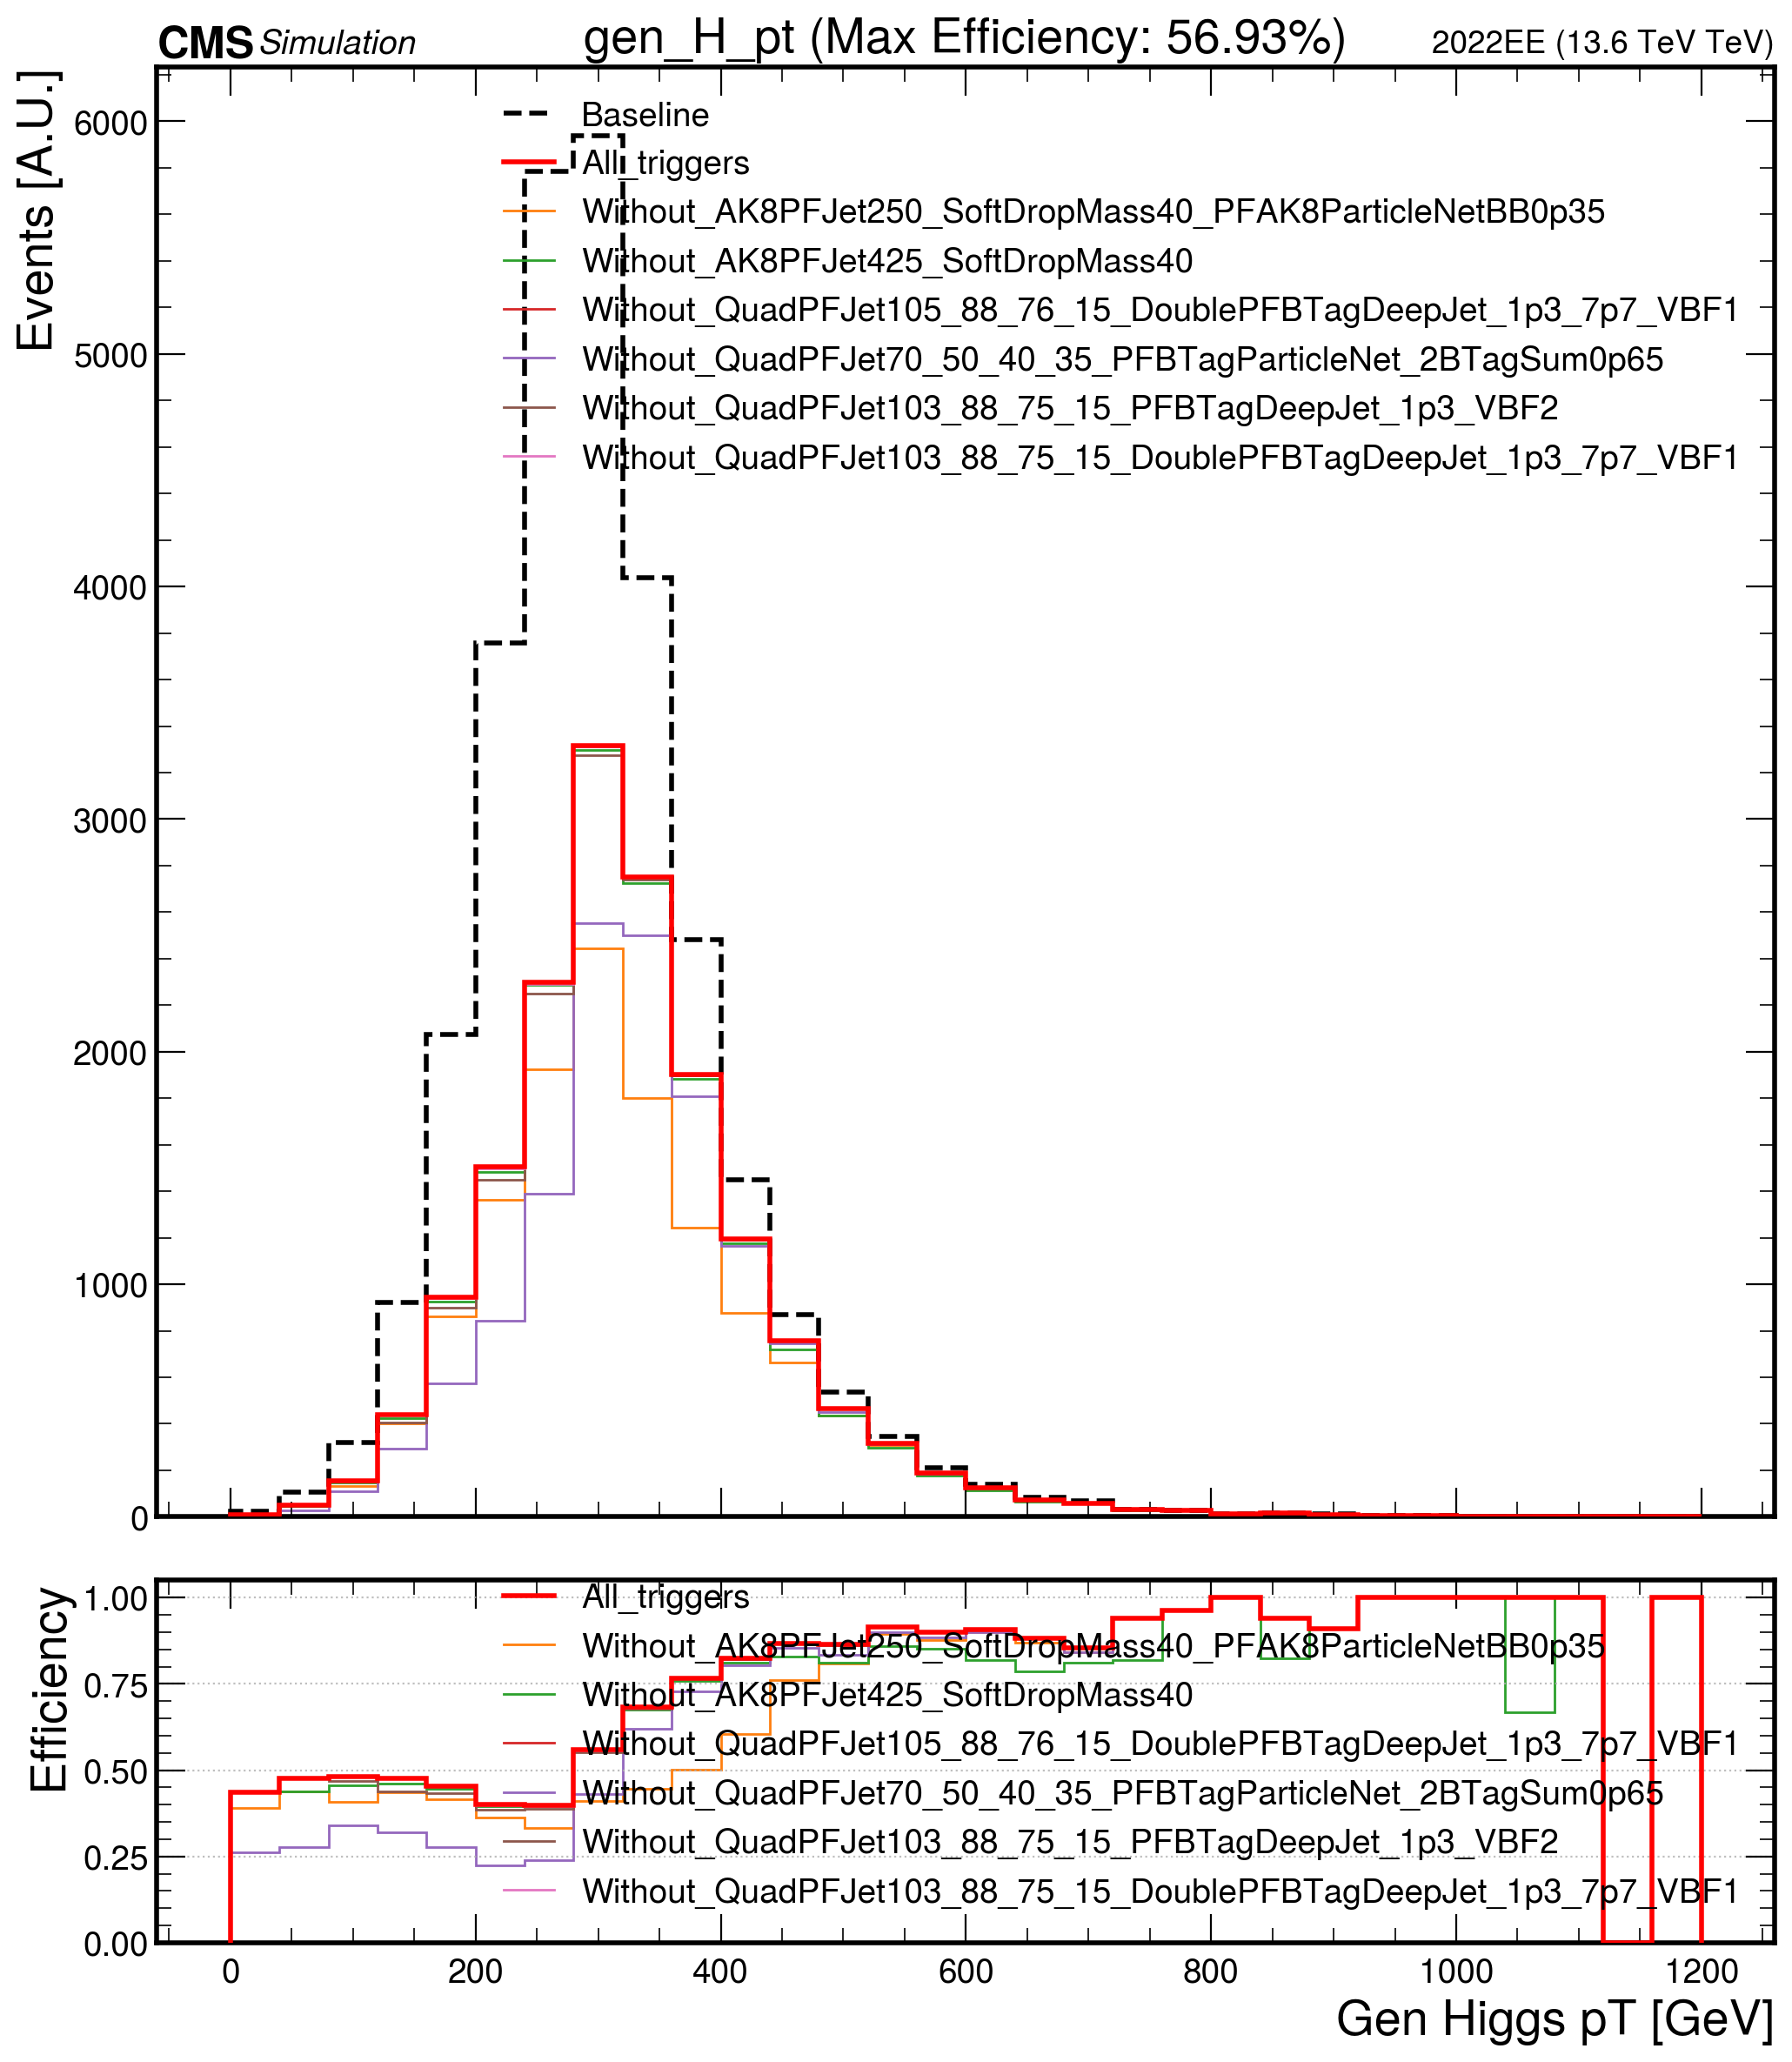 CMS Simulation gen_H_pt (Max Efficiency: 56.93%) 2022EE (13.6 TeV TeV)
Events [A.U.]
6000
5000
4000
3000
2000
1000
0
Baseline
All_triggers
Without_AK8PFJet250_SoftDropMass40_PFAK8ParticleNetBB0p35
Without_AK8PFJet425_SoftDropMass40
Without_QuadPFJet105_88_76_15_DoublePFBTagDeepJet_1p3_7p7_VBF1
Without_QuadPFJet70_50_40_35_PFBTagParticleNet_2BTagSum0p65
Without_QuadPFJet103_88_75_15_PFBTagDeepJet_1p3_VBF2
Without_QuadPFJet103_88_75_15_DoublePFBTagDeepJet_1p3_7p7_VBF1
Efficiency
1.00
0.75
0.50
0.25
0.00
All_triggers
Without_AK8PFJet250_SoftDropMass40_PFAK8ParticleNetBB0p35
Without_AK8PFJet425_SoftDropMass40
Without_QuadPFJet105_88_76_15_DoublePFBTagDeepJet_1p3_7p7_VBF1
Without_QuadPFJet70_50_40_35_PFBTagParticleNet_2BTagSum0p65
Without_QuadPFJet103_88_75_15_PFBTagDeepJet_1p3_VBF2
Without_QuadPFJet103_88_75_15_DoublePFBTagDeepJet_1p3_7p7_VBF1
0 200 400 600 800 1000 1200
Gen Higgs pT [GeV]